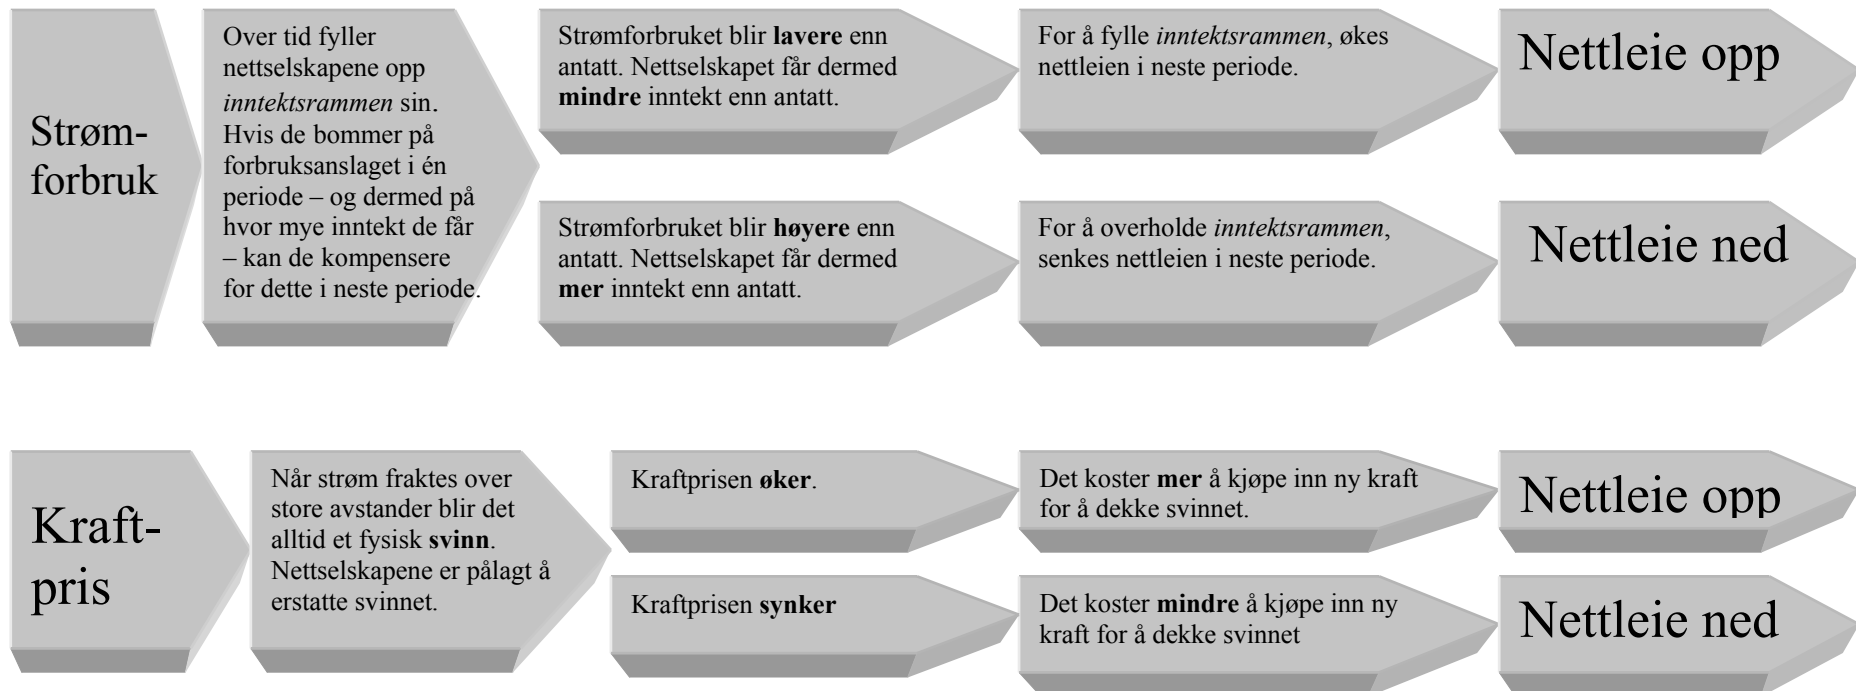 Strøm-
forbruk
Over tid fyller
nettselskapene opp
inntektsrammen sin.
Hvis de bommer på
forbruksanslaget i én
periode – og dermed på
hvor mye inntekt de får
– kan de kompensere
for dette i neste periode.
Strømforbruket blir lavere enn
antatt. Nettselskapet får dermed
mindre inntekt enn antatt.
For å fylle inntektsrammen, økes
nettleien i neste periode.
Nettleie opp
Strømforbruket blir høyere enn
antatt. Nettselskapet får dermed
mer inntekt enn antatt.
For å overholde inntektsrammen,
senkes nettleien i neste periode.
Nettleie ned
Kraft-
pris
Når strøm fraktes over
store avstander blir det
alltid et fysisk svinn.
Nettselskapene er pålagt å
erstatte svinnet.
Kraftprisen øker.
Det koster mer å kjøpe inn ny kraft
for å dekke svinnet.
Nettleie opp
Kraftprisen synker
Det koster mindre å kjøpe inn ny
kraft for å dekke svinnet
Nettleie ned